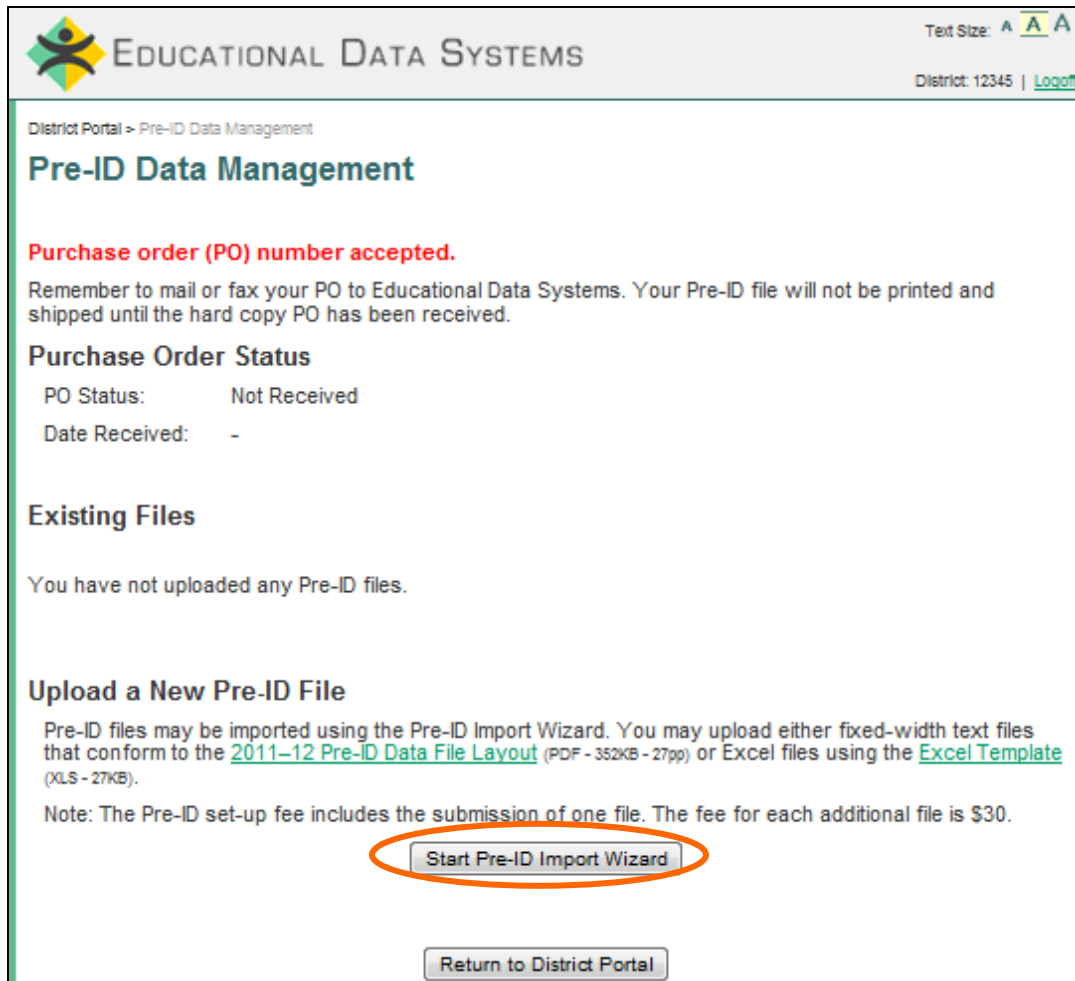 Text Size: A A A
EDUCATIONAL DATA SYSTEMS
District: 12345 | Logoff
District Portal > Pre-ID Data Management
Pre-ID Data Management
Purchase order (PO) number accepted.
Remember to mail or fax your PO to Educational Data Systems. Your Pre-ID file will not be printed and
shipped until the hard copy PO has been received.
Purchase Order Status
PO Status: Not Received
Date Received: -
Existing Files
You have not uploaded any Pre-ID files.
Upload a New Pre-ID File
Pre-ID files may be imported using the Pre-ID Import Wizard. You may upload either fixed-width text files
that conform to the 2011–12 Pre-ID Data File Layout (PDF - 352KB - 27pp) or Excel files using the Excel Template
(XLS - 27KB).
Note: The Pre-ID set-up fee includes the submission of one file. The fee for each additional file is $30.
Start Pre-ID Import Wizard
Return to District Portal